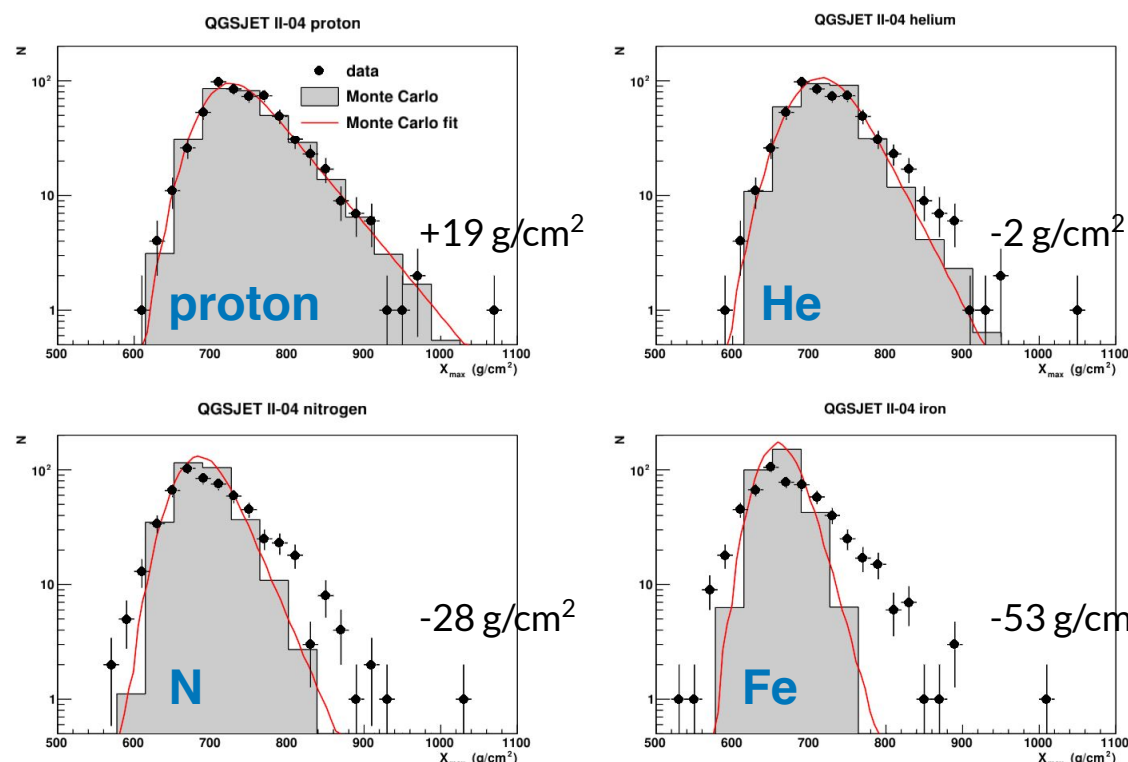 QGSJET II-04 proton
N
data
Monte Carlo
Monte Carlo fit
10²
10
1
+19 g/cm²
proton
500 600 700 800 900 1000 1100
Xmax (g/cm²)
QGSJET II-04 helium
N
10²
10
1
-2 g/cm²
He
500 600 700 800 900 1000 1100
Xmax (g/cm²)
QGSJET II-04 nitrogen
N
10²
10
1
-28 g/cm²
N
500 600 700 800 900 1000 1100
QGSJET II-04 iron
N
10²
10
1
-53 g/cm
Fe
500 600 700 800 900 1000 1100